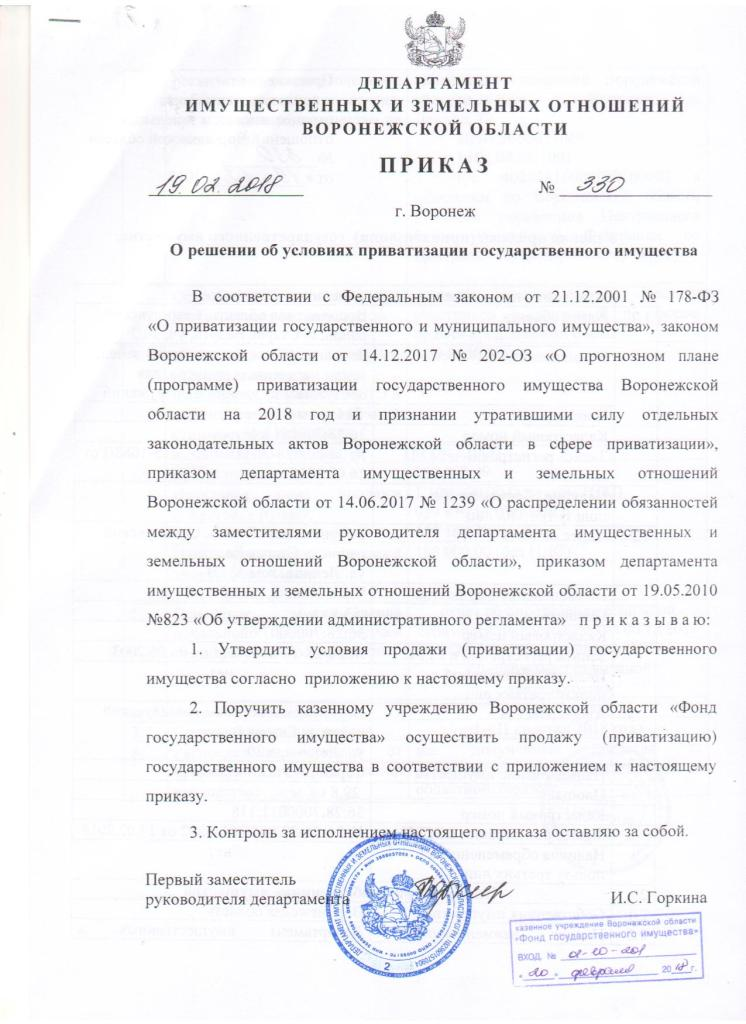 ДЕПАРТАМЕНТ
ИМУЩЕСТВЕННЫХ И ЗЕМЕЛЬНЫХ ОТНОШЕНИЙ
ВОРОНЕЖСКОЙ ОБЛАСТИ
ПРИКАЗ
19.02.2018 № 330
г. Воронеж
О решении об условиях приватизации государственного имущества
В соответствии с Федеральным законом от 21.12.2001 № 178-ФЗ
«О приватизации государственного и муниципального имущества», законом
Воронежской области от 14.12.2017 № 202-ОЗ «О прогнозном плане
(программе) приватизации государственного имущества Воронежской
области на 2018 год и признании утратившими силу отдельных
законодательных актов Воронежской области в сфере приватизации»,
приказом департамента имущественных и земельных отношений
Воронежской области от 14.06.2017 № 1239 «О распределении обязанностей
между заместителями руководителя департамента имущественных и
земельных отношений Воронежской области», приказом департамента
имущественных и земельных отношений Воронежской области от 19.05.2010
№823 «Об утверждении административного регламента» п р и к а з ы в а ю:
1. Утвердить условия продажи (приватизации) государственного
имущества согласно приложению к настоящему приказу.
2. Поручить казенному учреждению Воронежской области «Фонд
государственного имущества» осуществить продажу (приватизацию)
государственного имущества в соответствии с приложением к настоящему
приказу.
3. Контроль за исполнением настоящего приказа оставляю за собой.
Первый заместитель
руководителя департамента И.С. Горкина
2
казенное учреждение Воронежской области
«Фонд государственного имущества»
ВХОД. № 01-20-201
«20» февраля 2018 г.